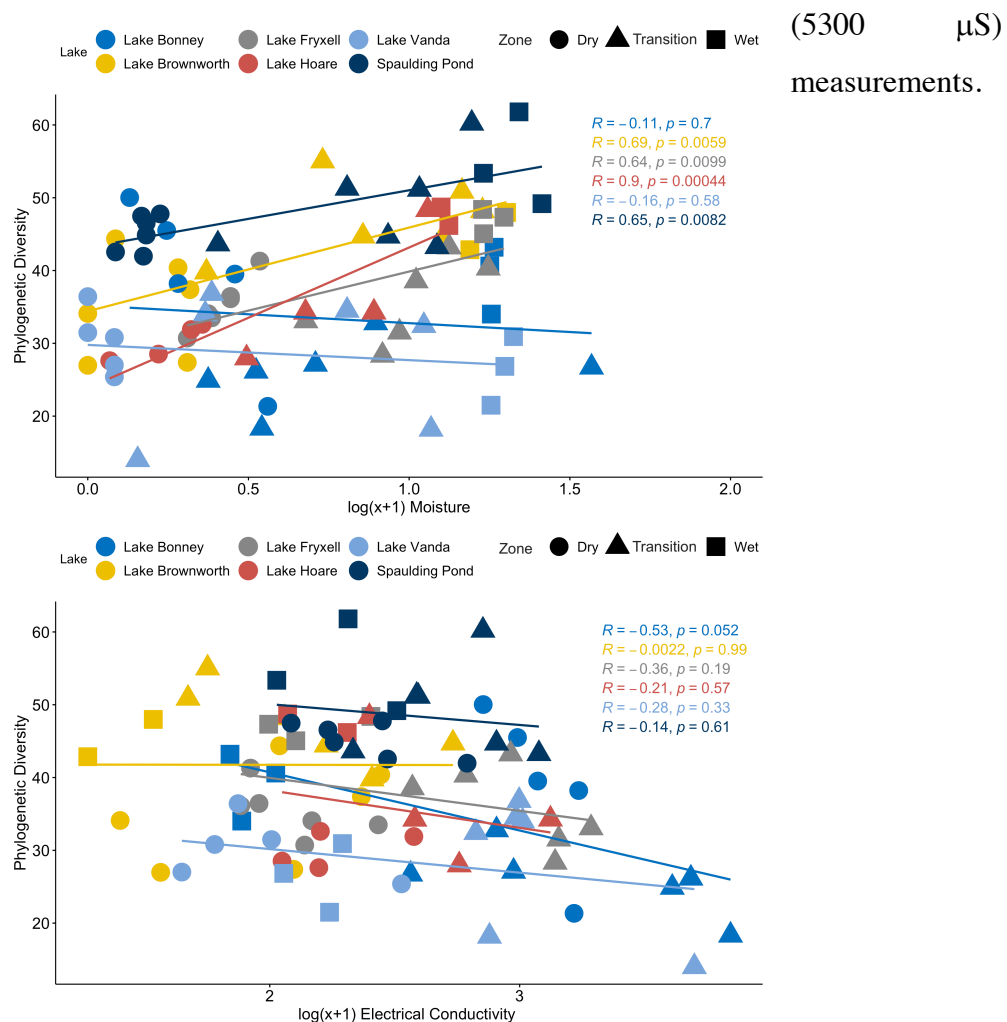 (5300 μS)
measurements.
Lake Lake Bonney Lake Fryxell Lake Vanda Zone Dry Transition Wet
Lake Brownworth Lake Hoare Spaulding Pond
60
50
40
30
20
Phylogenetic Diversity
R = −0.11, p = 0.7
R = 0.69, p = 0.0059
R = 0.64, p = 0.0099
R = 0.9, p = 0.00044
R = −0.16, p = 0.58
R = 0.65, p = 0.0082
0.0 0.5 1.0 1.5 2.0
log(x+1) Moisture
Lake Lake Bonney Lake Fryxell Lake Vanda Zone Dry Transition Wet
Lake Brownworth Lake Hoare Spaulding Pond
60
50
40
30
20
Phylogenetic Diversity
R = −0.53, p = 0.052
R = −0.0022, p = 0.99
R = −0.36, p = 0.19
R = −0.21, p = 0.57
R = −0.28, p = 0.33
R = −0.14, p = 0.61
2 3
log(x+1) Electrical Conductivity